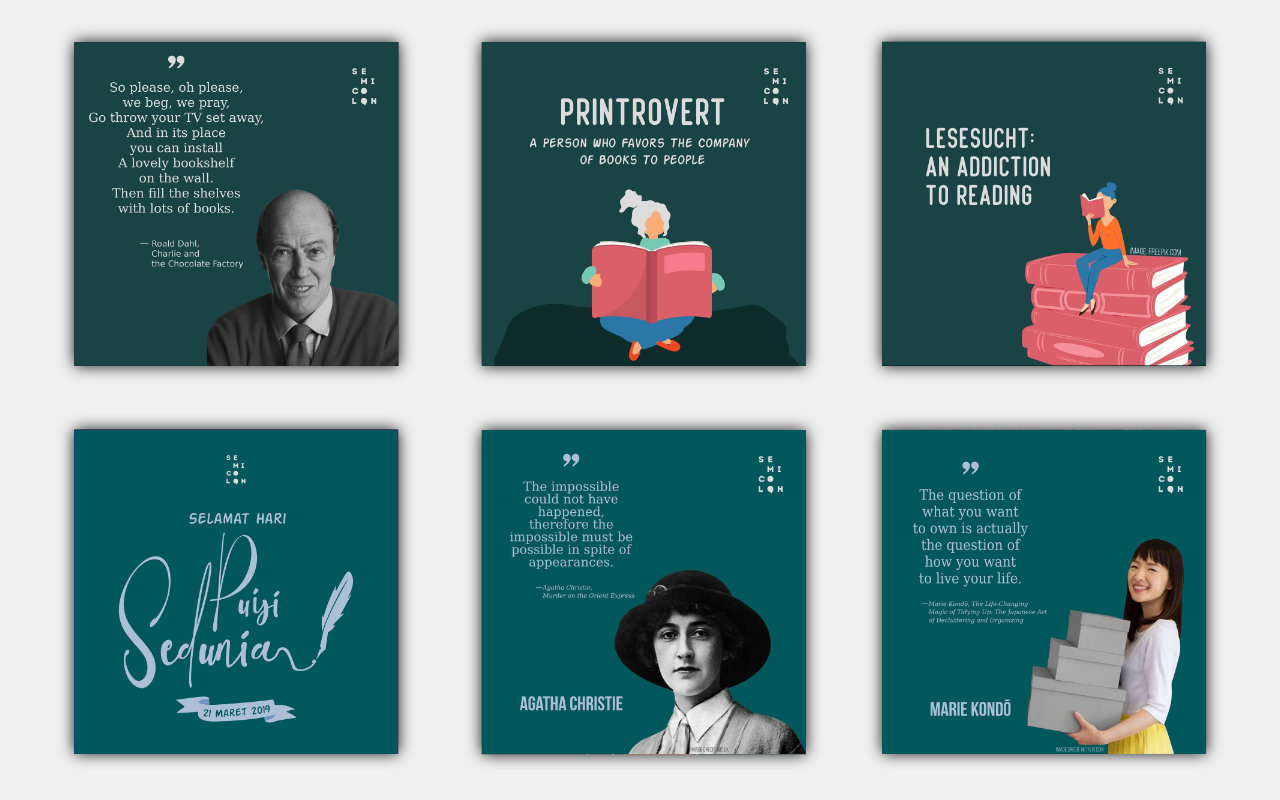 ”
So please, oh please,
we beg, we pray,
Go throw your TV set away,
And in its place
you can install
A lovely bookshelf
on the wall.
Then fill the shelves
with lots of books.
— Roald Dahl,
Charlie and
the Chocolate Factory
SE
MI
CO
LON
PRINTROVERT
A PERSON WHO FAVORS THE COMPANY
OF BOOKS TO PEOPLE
SE
MI
CO
LON
LESESUCHT:
AN ADDICTION
TO READING
SE
MI
CO
LON
IMAGE: FREEPIK.COM
SE
MI
CO
LON
SELAMAT HARI
Puisi
Sedunia
21 MARET 2019
”
The impossible
could not have
happened,
therefore the
impossible must be
possible in spite of
appearances.
— Agatha Christie,
Murder on the Orient Express
SE
MI
CO
LON
AGATHA CHRISTIE
IMAGE CREDIT:
”
The question of
what you want
to own is actually
the question of
how you want
to live your life.
— Marie Kondō, The Life-Changing
Magic of Tidying Up: The Japanese Art
of Decluttering and Organizing
SE
MI
CO
LON
MARIE KONDŌ
IMAGE CREDIT: NETFLIX.COM